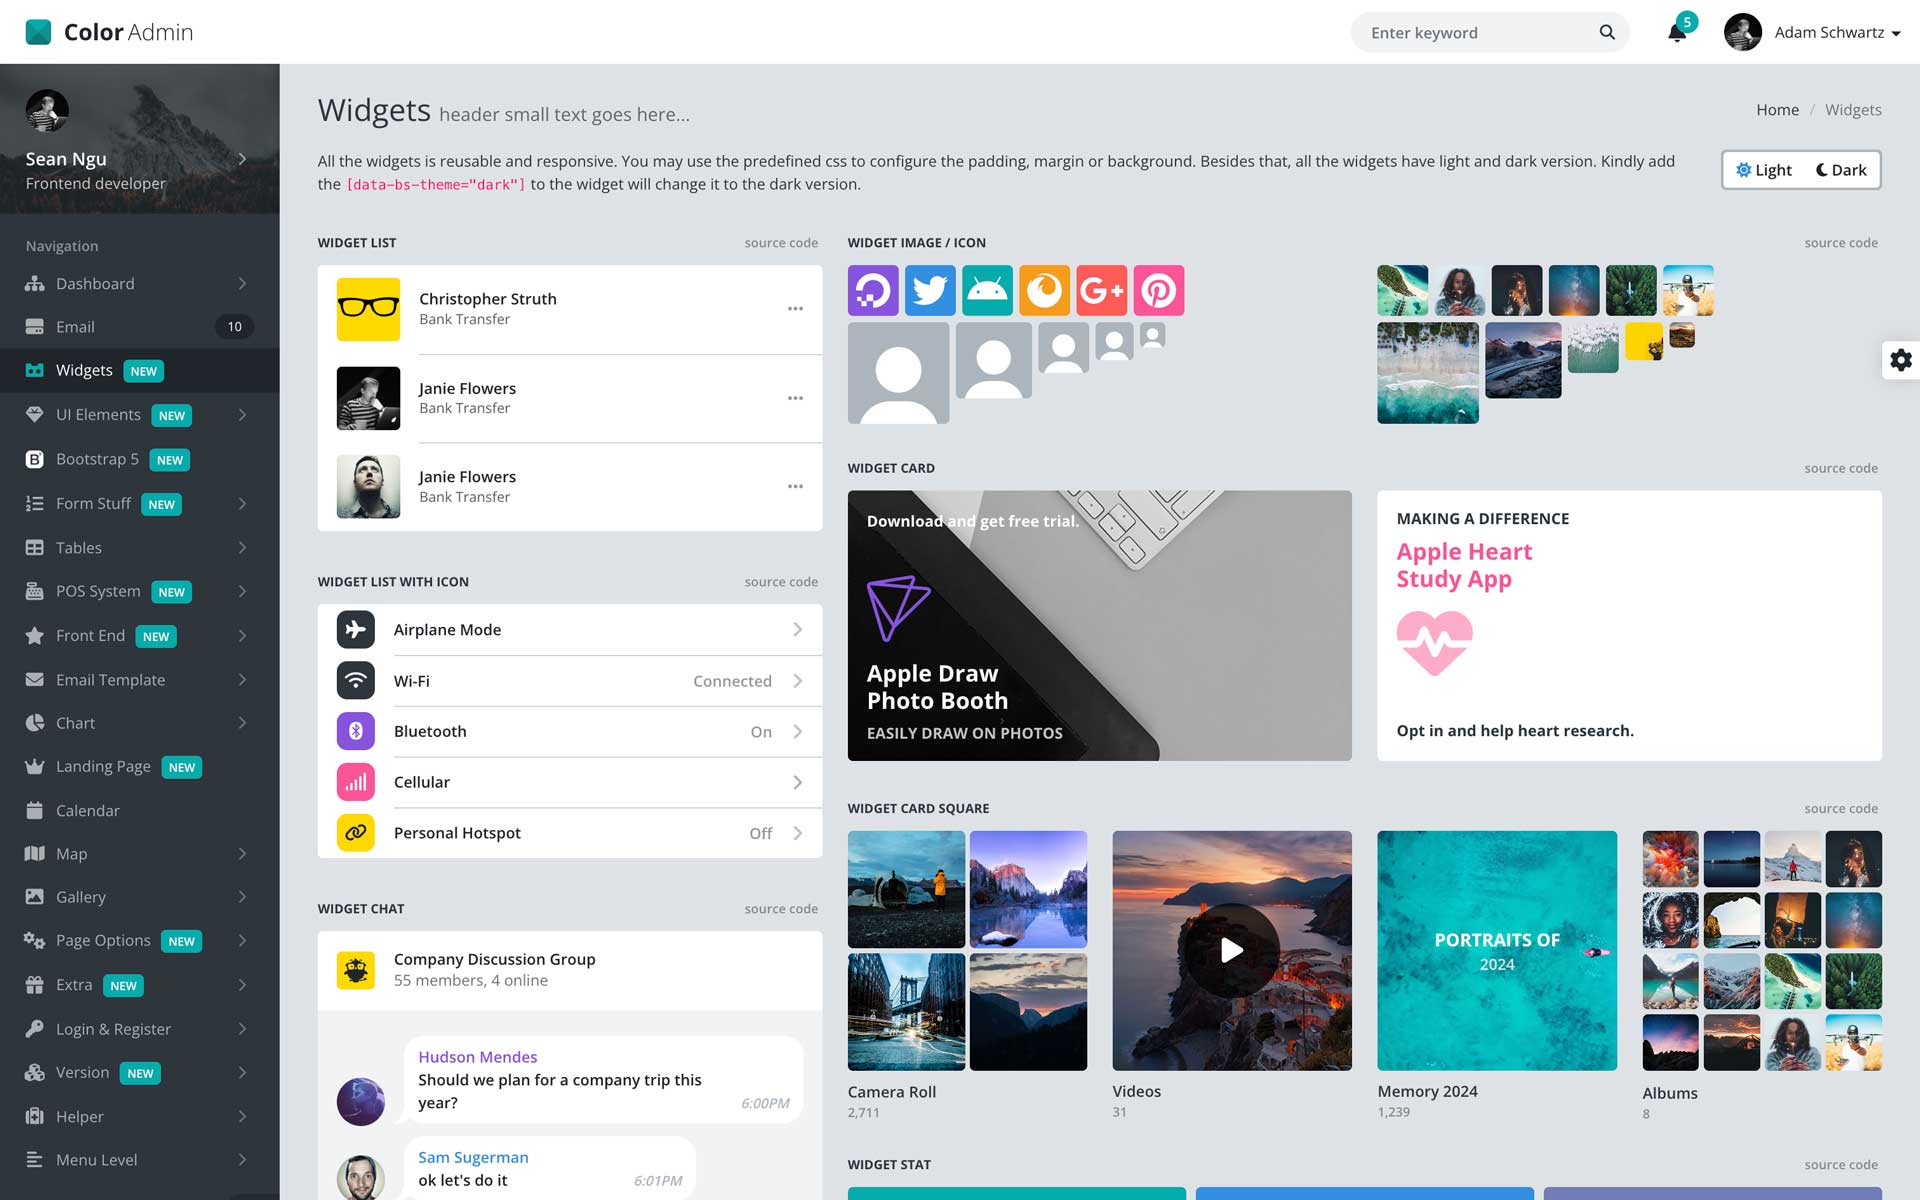 Color Admin
Enter keyword
5
Adam Schwartz
Sean Ngu
Frontend developer
Navigation
Dashboard
Email 10
Widgets NEW
UI Elements NEW
Bootstrap 5 NEW
Form Stuff NEW
Tables
POS System NEW
Front End NEW
Email Template
Chart
Landing Page NEW
Calendar
Map
Gallery
Page Options NEW
Extra NEW
Login & Register
Version NEW
Helper
Menu Level
Widgets header small text goes here...
Home / Widgets
All the widgets is reusable and responsive. You may use the predefined css to configure the padding, margin or background. Besides that, all the widgets have light and dark version. Kindly add
the [data-bs-theme="dark"] to the widget will change it to the dark version.
Light Dark
WIDGET LIST source code
Christopher Struth
Bank Transfer
Janie Flowers
Bank Transfer
Janie Flowers
Bank Transfer
WIDGET LIST WITH ICON source code
Airplane Mode
Wi-Fi Connected
Bluetooth On
Cellular
Personal Hotspot Off
WIDGET CHAT source code
Company Discussion Group
55 members, 4 online
Hudson Mendes
Should we plan for a company trip this
year? 6:00PM
Sam Sugerman
ok let's do it 6:01PM
WIDGET IMAGE / ICON source code
G+
WIDGET CARD source code
Download and get free trial.
Apple Draw
Photo Booth
EASILY DRAW ON PHOTOS
MAKING A DIFFERENCE
Apple Heart
Study App
Opt in and help heart research.
WIDGET CARD SQUARE source code
Camera Roll
2,711
Videos
31
PORTRAITS OF
2024
Memory 2024
1,239
Albums
8
WIDGET STAT source code